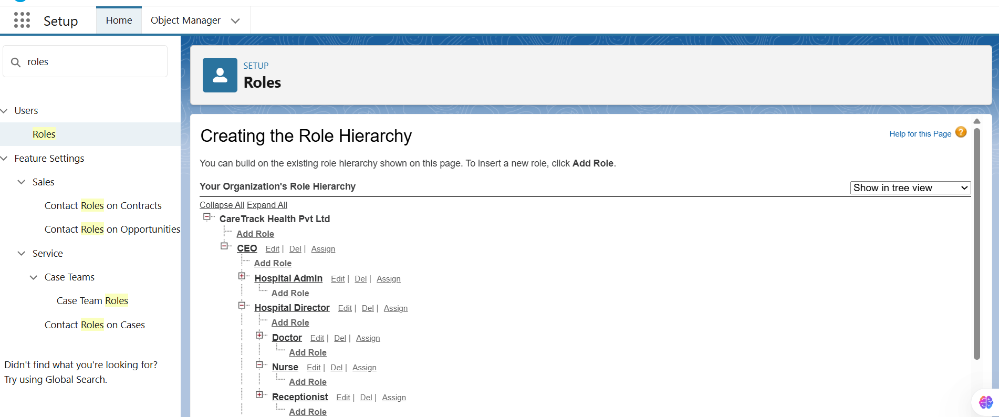 Setup
Home
Object Manager
roles
Users
Roles
Feature Settings
Sales
Contact Roles on Contracts
Contact Roles on Opportunities
Service
Case Teams
Case Team Roles
Contact Roles on Cases
Didn't find what you're looking for?
Try using Global Search.
SETUP
Roles
Creating the Role Hierarchy
Help for this Page ?
You can build on the existing role hierarchy shown on this page. To insert a new role, click Add Role.
Your Organization's Role Hierarchy
Show in tree view
Collapse All Expand All
CareTrack Health Pvt Ltd
Add Role
CEO Edit | Del | Assign
Add Role
Hospital Admin Edit | Del | Assign
Add Role
Hospital Director Edit | Del | Assign
Add Role
Doctor Edit | Del | Assign
Add Role
Nurse Edit | Del | Assign
Add Role
Receptionist Edit | Del | Assign
Add Role